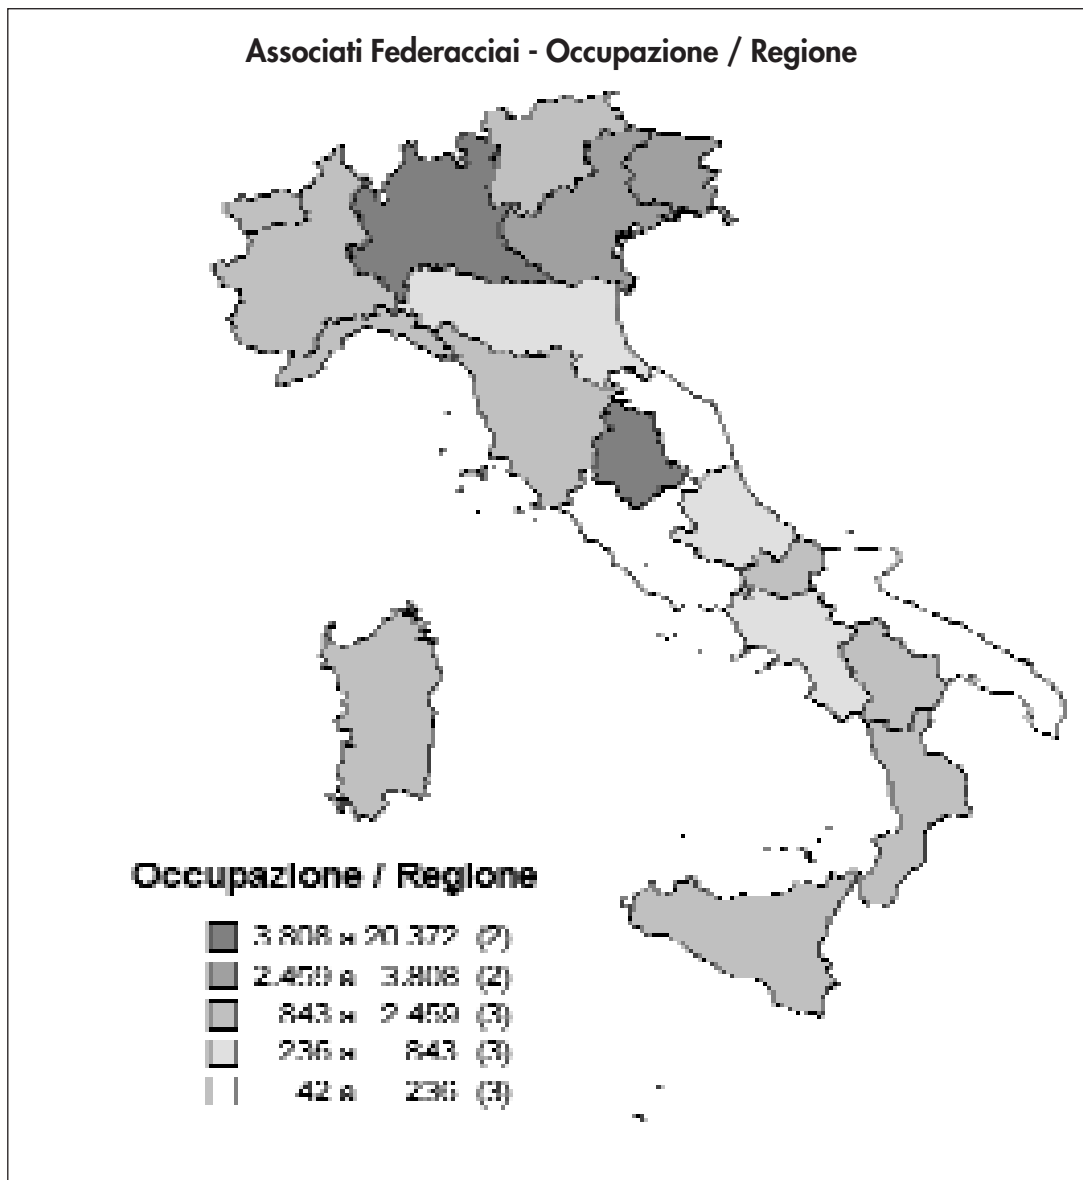 Associati Federacciai - Occupazione / Regione
Occupazione / Regione
3.808 a 20.372 (2)
2.459 a 3.808 (2)
843 a 2.459 (3)
236 a 843 (3)
42 a 236 (3)